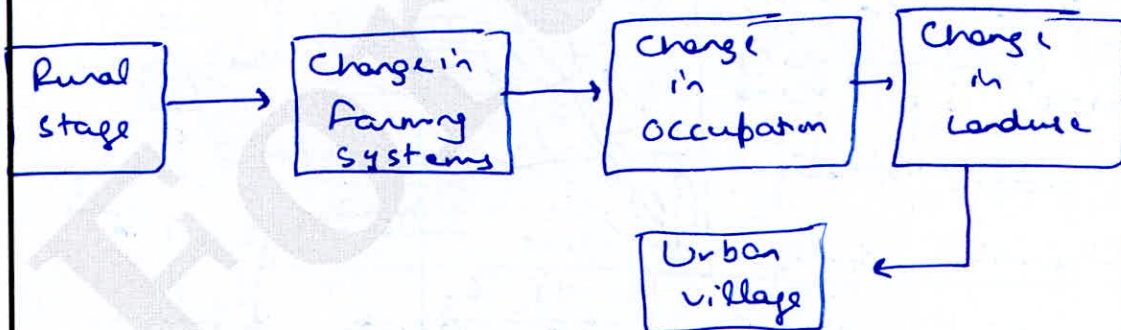 Rural
stage
Change in
Farming
systems
Change
in
Occupation
Change
in
Landuse
Urban
village